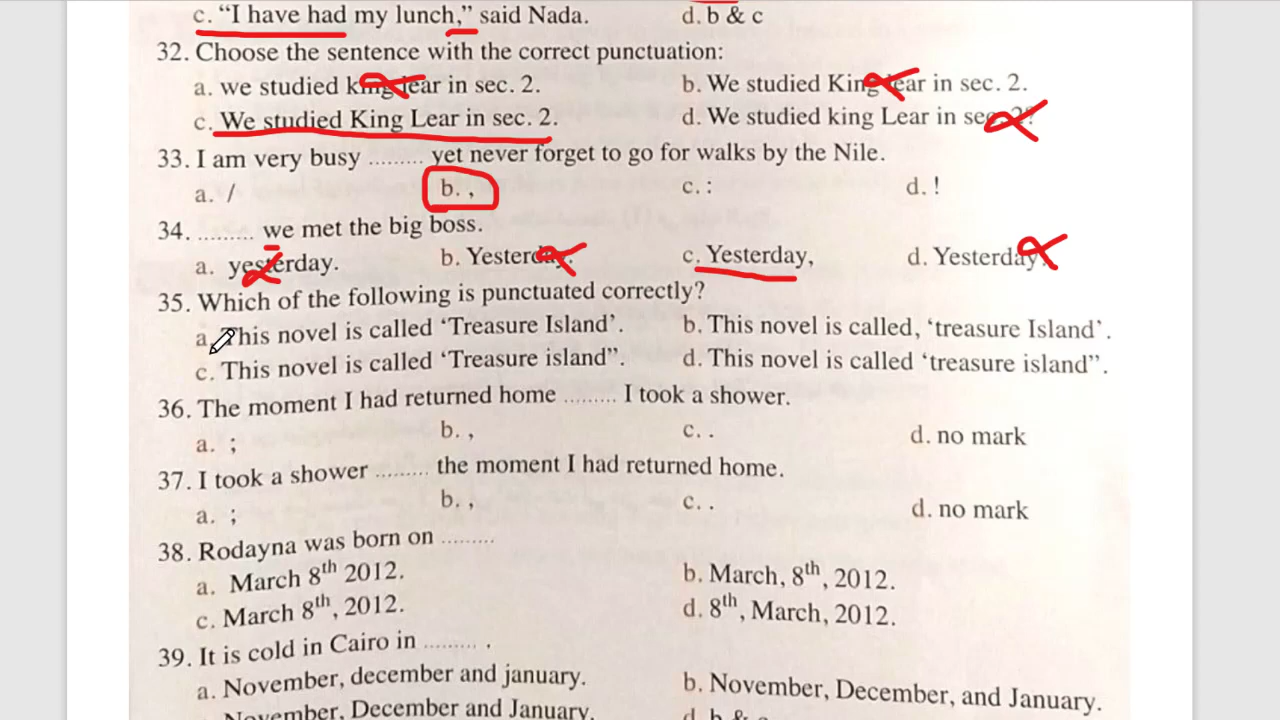 c. “I have had my lunch,” said Nada. d. b & c
32. Choose the sentence with the correct punctuation:
a. we studied king lear in sec. 2. b. We studied King lear in sec. 2.
c. We studied King Lear in sec. 2. d. We studied king Lear in sec. 2?
33. I am very busy ......... yet never forget to go for walks by the Nile.
a. / b. , c. : d. !
34. ......... we met the big boss.
a. yesterday. b. Yesterday. c. Yesterday, d. Yesterday
35. Which of the following is punctuated correctly?
a. This novel is called ‘Treasure Island’. b. This novel is called, ‘treasure Island’.
c. This novel is called ‘Treasure island”. d. This novel is called ‘treasure island”.
36. The moment I had returned home ......... I took a shower.
a. ; b. , c. . d. no mark
37. I took a shower ......... the moment I had returned home.
a. ; b. , c. . d. no mark
38. Rodayna was born on .........
a. March 8th 2012. b. March, 8th, 2012.
c. March 8th, 2012. d. 8th, March, 2012.
39. It is cold in Cairo in ......... .
a. November, december and january. b. November, December, and January.
November, December and January. d. b &